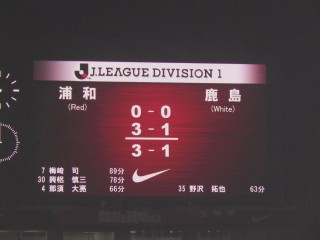 J.LEAGUE DIVISION 1
浦和 鹿島
(Red) (White)
0 - 0
3 - 1
3 - 1
7 梅崎 司 89分
30 興梠 慎三 78分
4 那須 大亮 66分 35 野沢 拓也 63分